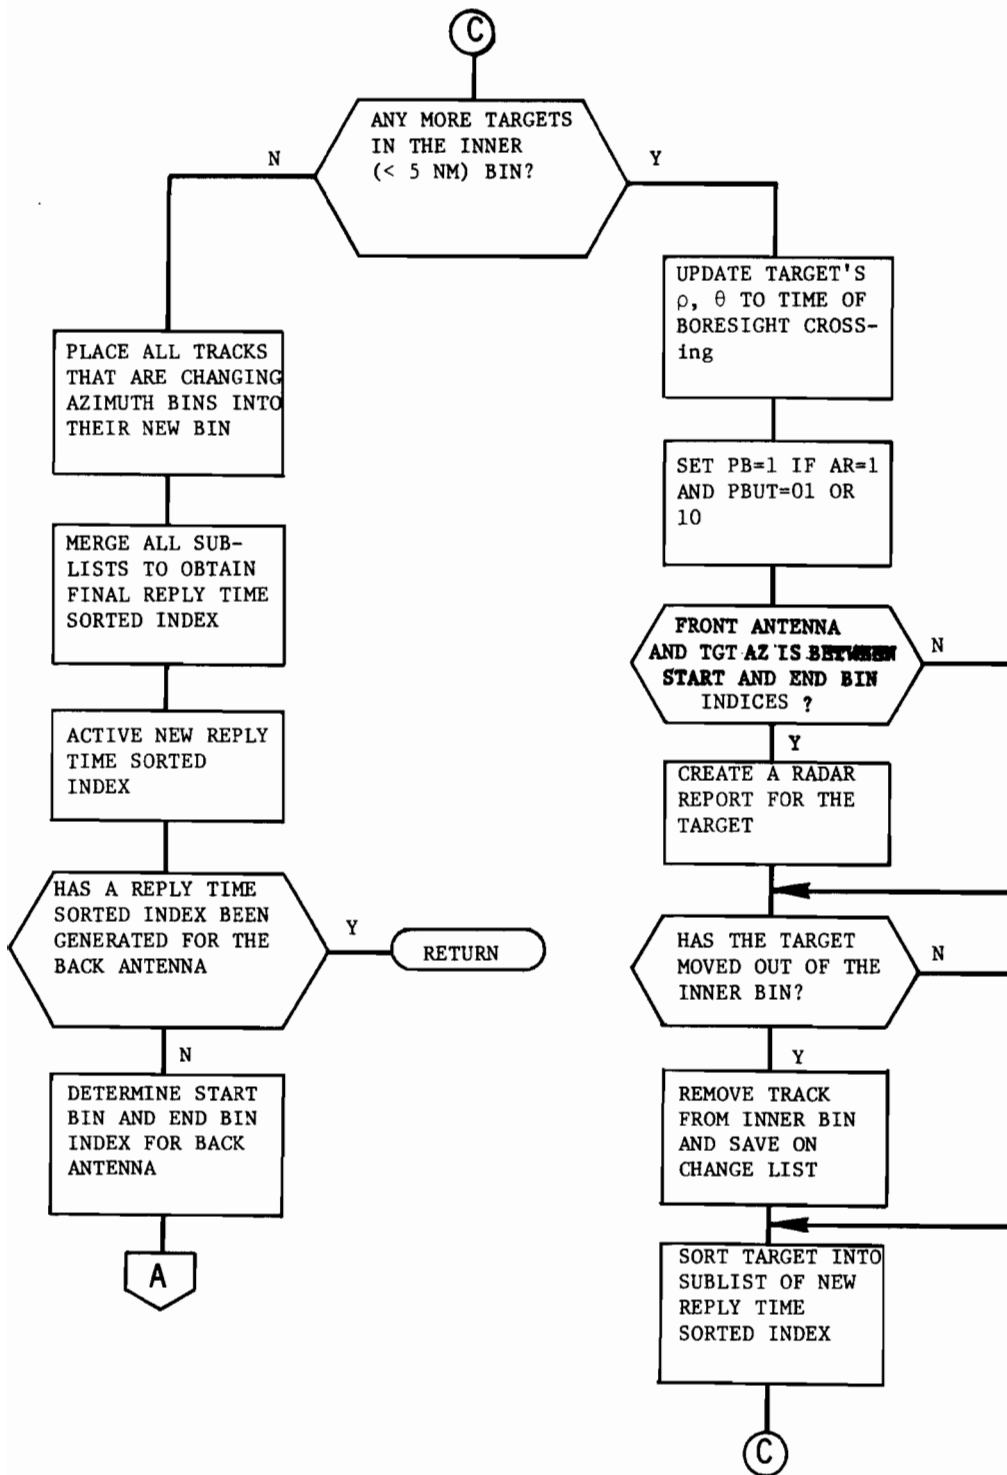 C
ANY MORE TARGETS
IN THE INNER
(< 5 NM) BIN?
N
Y
PLACE ALL TRACKS
THAT ARE CHANGING
AZIMUTH BINS INTO
THEIR NEW BIN
MERGE ALL SUB-
LISTS TO OBTAIN
FINAL REPLY TIME
SORTED INDEX
ACTIVE NEW REPLY
TIME SORTED
INDEX
HAS A REPLY TIME
SORTED INDEX BEEN
GENERATED FOR THE
BACK ANTENNA
Y
RETURN
N
DETERMINE START
BIN AND END BIN
INDEX FOR BACK
ANTENNA
A
UPDATE TARGET'S
ρ, θ TO TIME OF
BORESIGHT CROSS-
ing
SET PB=1 IF AR=1
AND PBUT=01 OR
10
FRONT ANTENNA
AND TGT AZ IS BETWEEN
START AND END BIN
INDICES ?
N
Y
CREATE A RADAR
REPORT FOR THE
TARGET
HAS THE TARGET
MOVED OUT OF THE
INNER BIN?
N
Y
REMOVE TRACK
FROM INNER BIN
AND SAVE ON
CHANGE LIST
SORT TARGET INTO
SUBLIST OF NEW
REPLY TIME
SORTED INDEX
C